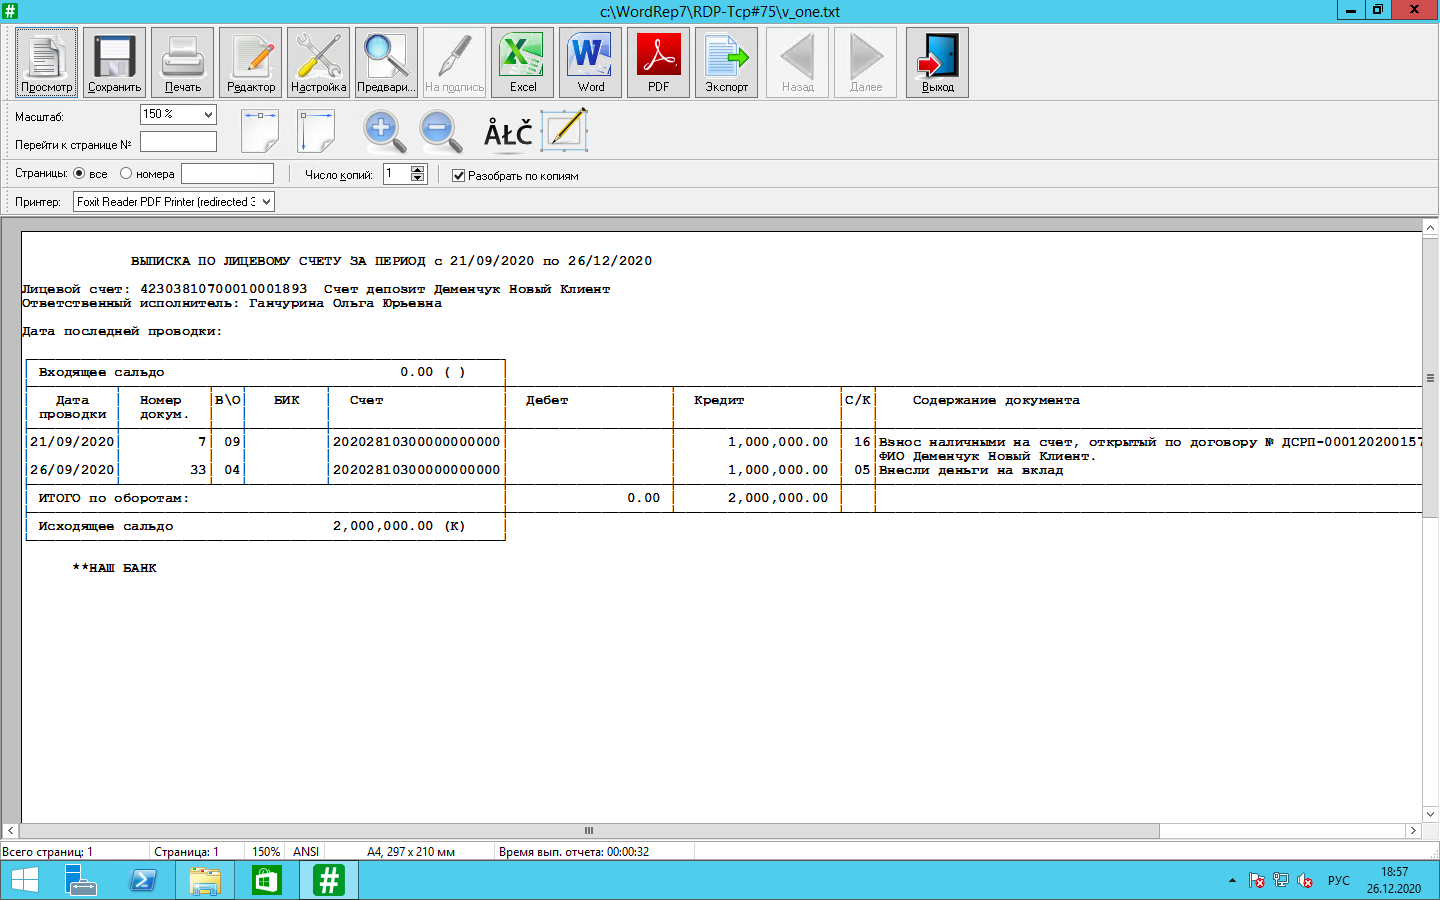 c:\WordRep7\RDP-Tcp#75\v_one.txt
Просмотр Сохранить Печать Редактор Настройка Предвари... На подпись Excel Word PDF Экспорт Назад Далее Выход
Масштаб: 150 %
Перейти к странице №
ÅŁČ
Страницы: все номера Число копий: 1 Разобрать по копиям
Принтер: Foxit Reader PDF Printer (redirected 3
ВЫПИСКА ПО ЛИЦЕВОМУ СЧЕТУ ЗА ПЕРИОД с 21/09/2020 по 26/12/2020
Лицевой счет: 42303810700010001893 Счет депозит Деменчук Новый Клиент
Ответственный исполнитель: Ганчурина Ольга Юрьевна
Дата последней проводки:
Входящее сальдо 0.00 ( )
Дата Номер В\О БИК Счет Дебет Кредит С/К Содержание документа
проводки докум.
21/09/2020 7 09 20202810300000000000 1,000,000.00 16 Взнос наличными на счет, открытый по договору № ДСРП-000120200157
ФИО Деменчук Новый Клиент.
26/09/2020 33 04 20202810300000000000 1,000,000.00 05 Внесли деньги на вклад
ИТОГО по оборотам: 0.00 2,000,000.00
Исходящее сальдо 2,000,000.00 (К)
**НАШ БАНК
Всего страниц: 1 Страница: 1 150% ANSI A4, 297 x 210 мм Время вып. отчета: 00:00:32
РУС 18:57
26.12.2020